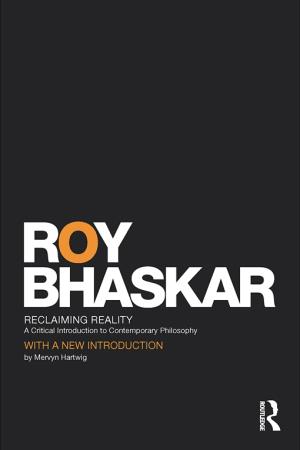 ROY
BHASKAR
RECLAIMING REALITY
A Critical Introduction to Contemporary Philosophy
WITH A NEW INTRODUCTION
by Mervyn Hartwig
ROUTLEDGE